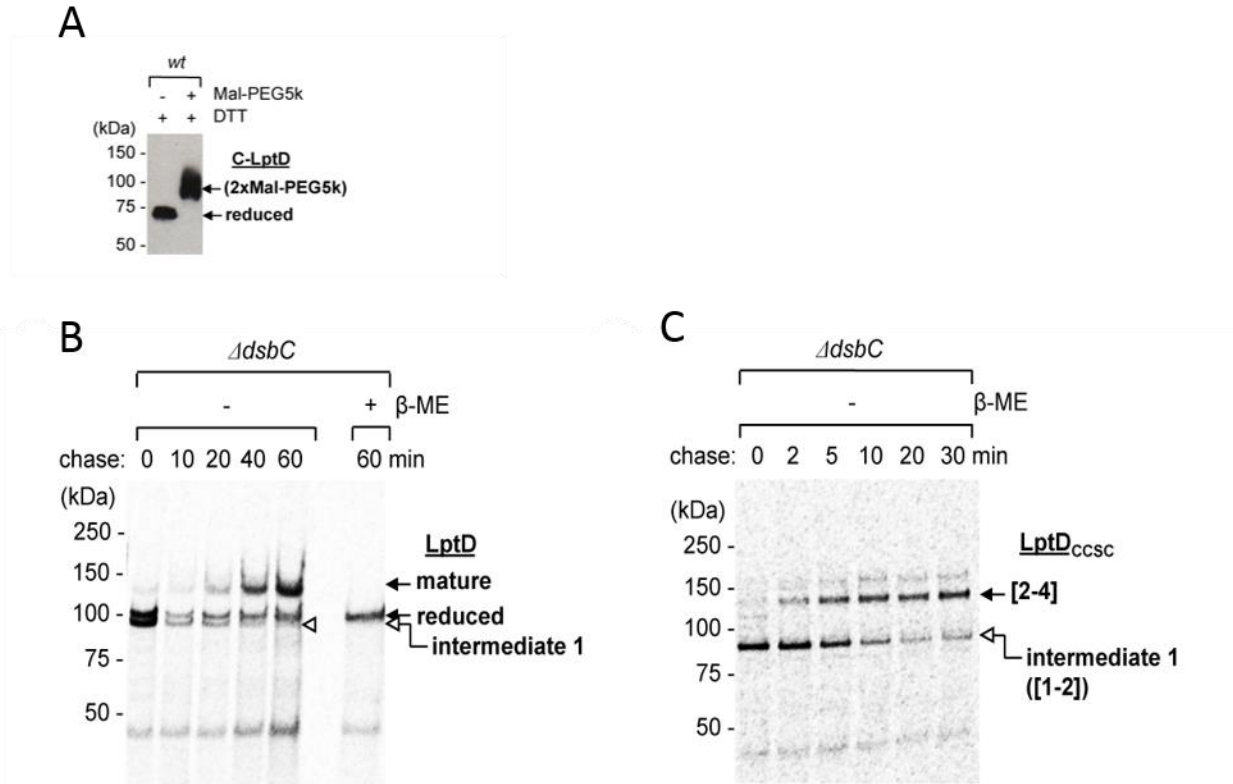 A
wt
- + Mal-PEG5k
+ + DTT
(kDa)
150 -
C-LptD
100 -
(2xMal-PEG5k)
75 -
reduced
50 -
B
ΔdsbC
- + β-ME
chase: 0 10 20 40 60 60 min
(kDa)
250 -
LptD
150 -
mature
100 -
reduced
intermediate 1
75 -
50 -
C
ΔdsbC
- β-ME
chase: 0 2 5 10 20 30 min
(kDa)
250 -
LptDCCSC
150 -
[2-4]
100 -
intermediate 1
75 -
([1-2])
50 -